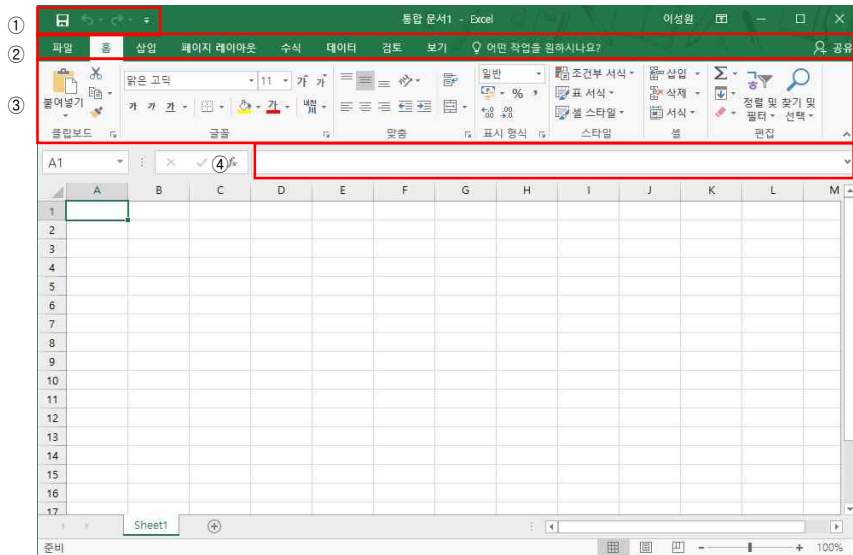 ① 통합 문서1 - Excel 이성원
② 파일 홈 삽입 페이지 레이아웃 수식 데이터 검토 보기 어떤 작업을 원하시나요? 공유
③
붙여넣기
맑은 고딕 11 가 가
가 가 가 가 내천
일반
% ,
조건부 서식
표 서식
셀 스타일
삽입
삭제
서식
Σ
정렬 및 필터
찾기 및 선택
클립보드 글꼴 맞춤 표시 형식 스타일 셀 편집
A1 ④ fx
A B C D E F G H I J K L M
1
2
3
4
5
6
7
8
9
10
11
12
13
14
15
16
17
Sheet1
준비 100%